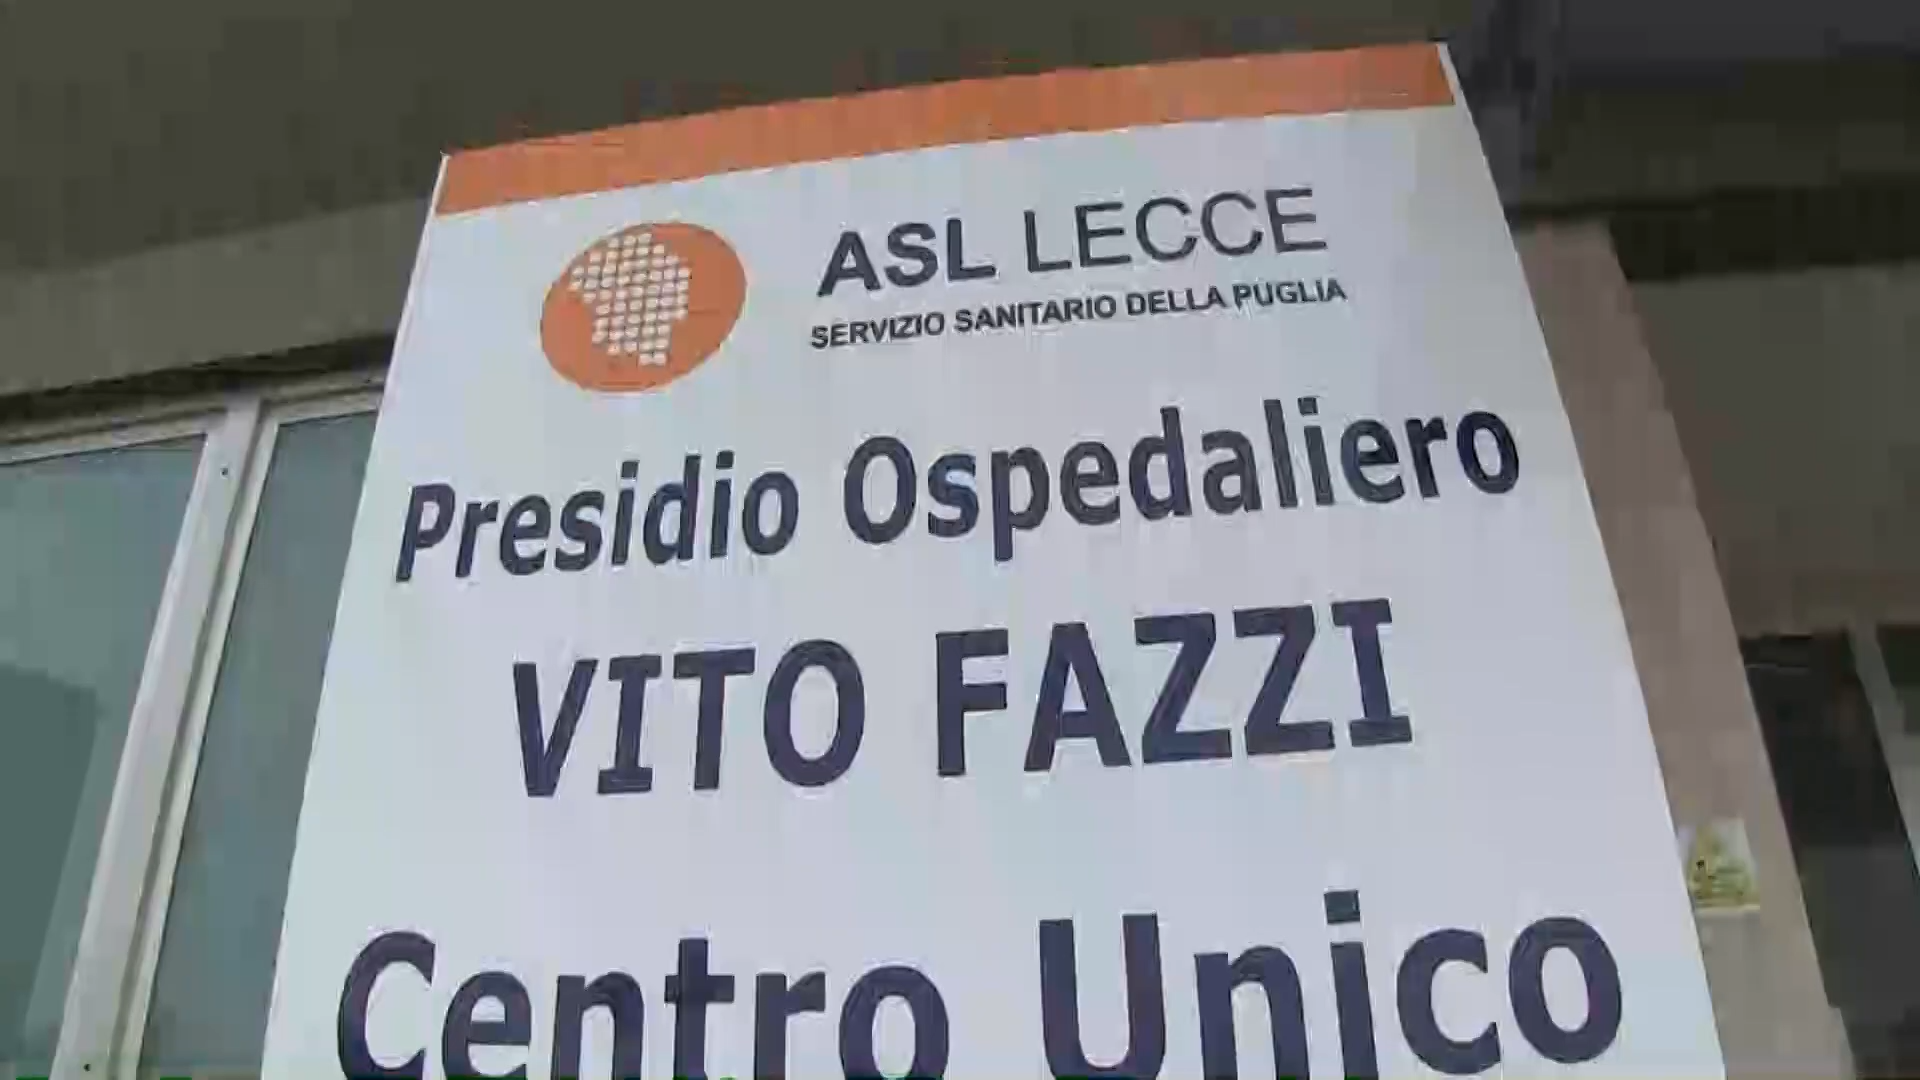 ASL LECCE
SERVIZIO SANITARIO DELLA PUGLIA
Presidio Ospedaliero
VITO FAZZI
Centro Unico